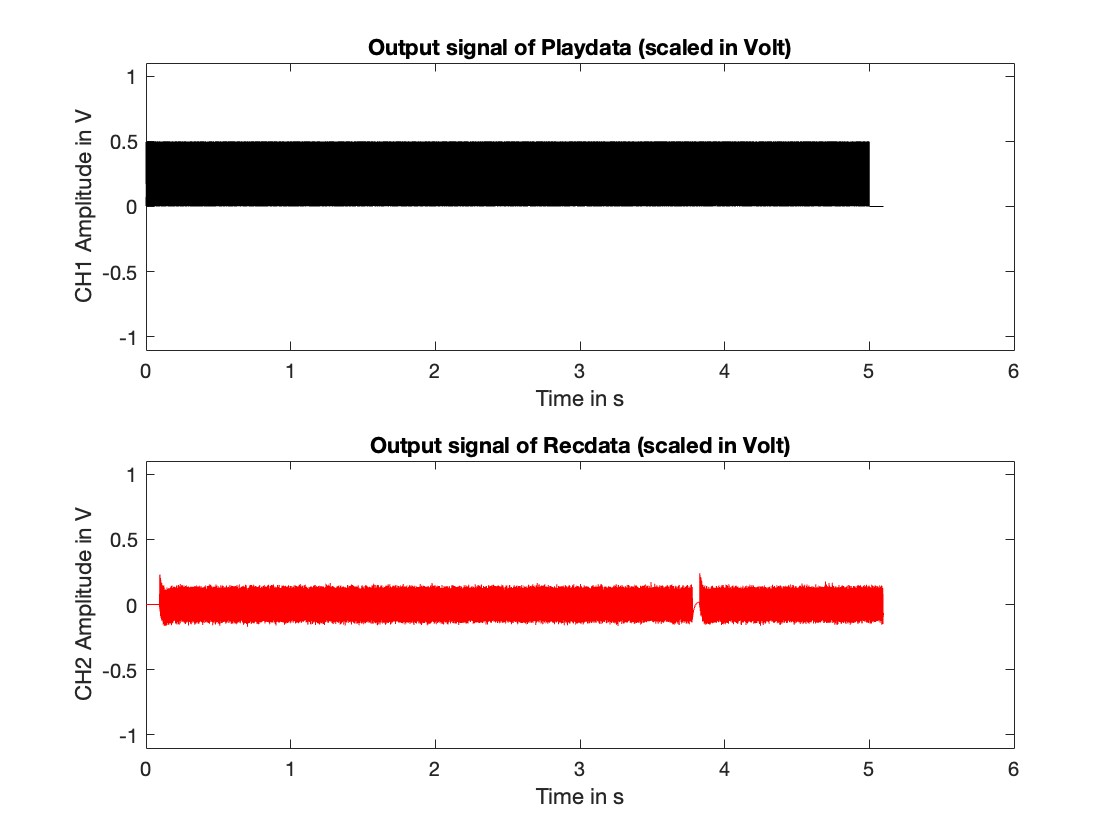 Output signal of Playdata (scaled in Volt)
CH1 Amplitude in V
1
0.5
0
-0.5
-1
0 1 2 3 4 5 6
Time in s
Output signal of Recdata (scaled in Volt)
CH2 Amplitude in V
1
0.5
0
-0.5
-1
0 1 2 3 4 5 6
Time in s